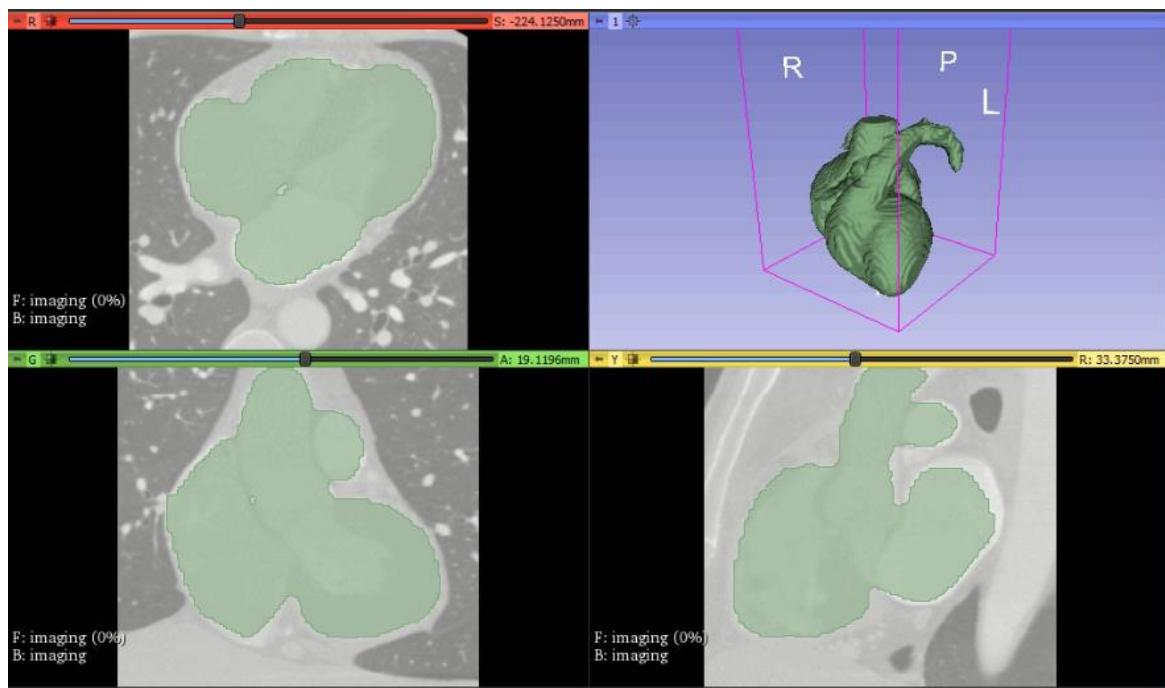 R S: -224.1250mm
1
R
P
L
F: imaging (0%)
B: imaging
G A: 19.1196mm
Y R: 33.3750mm
F: imaging (0%)
B: imaging
F: imaging (0%)
B: imaging